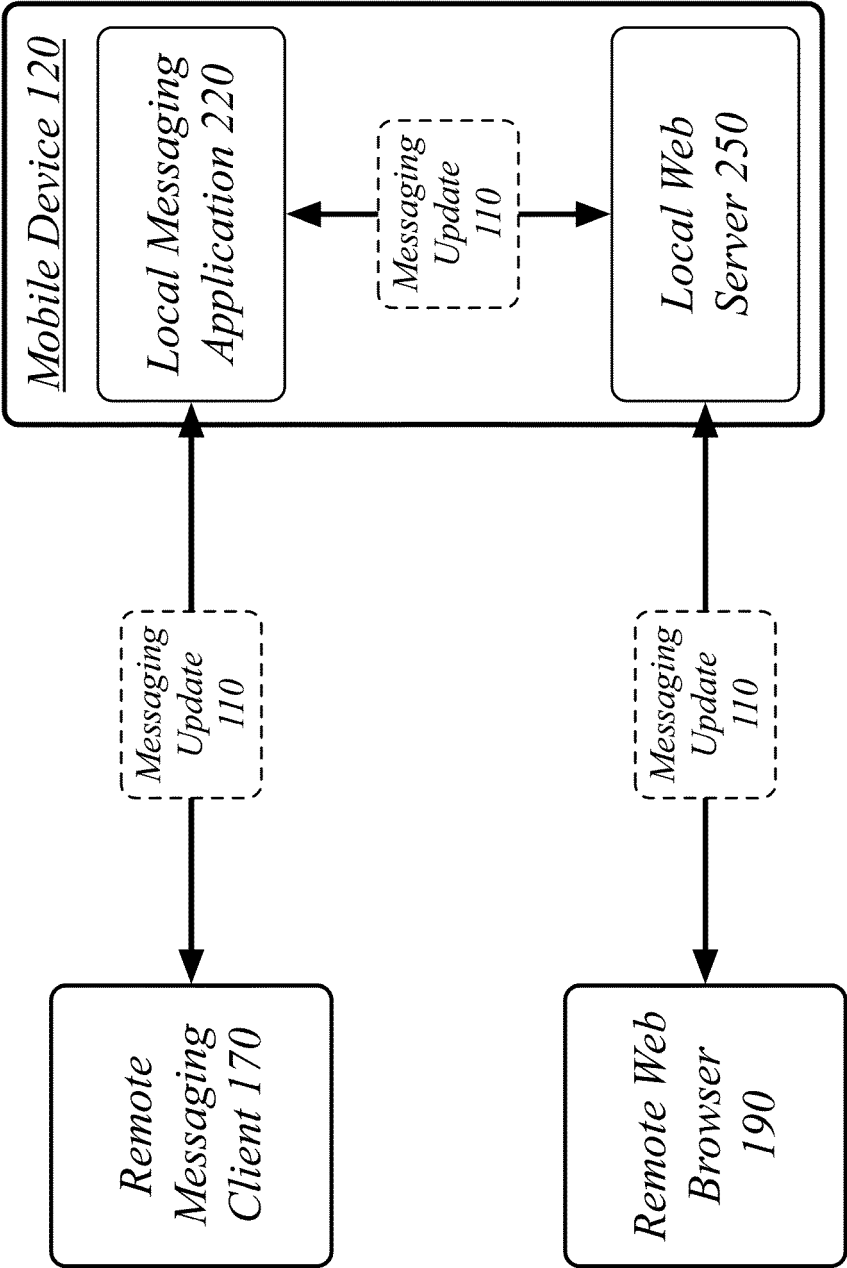 Mobile Device 120
Local Messaging
Application 220
Messaging
Update
110
Local Web
Server 250
Messaging
Update
110
Messaging
Update
110
Remote
Messaging
Client 170
Remote Web
Browser
190